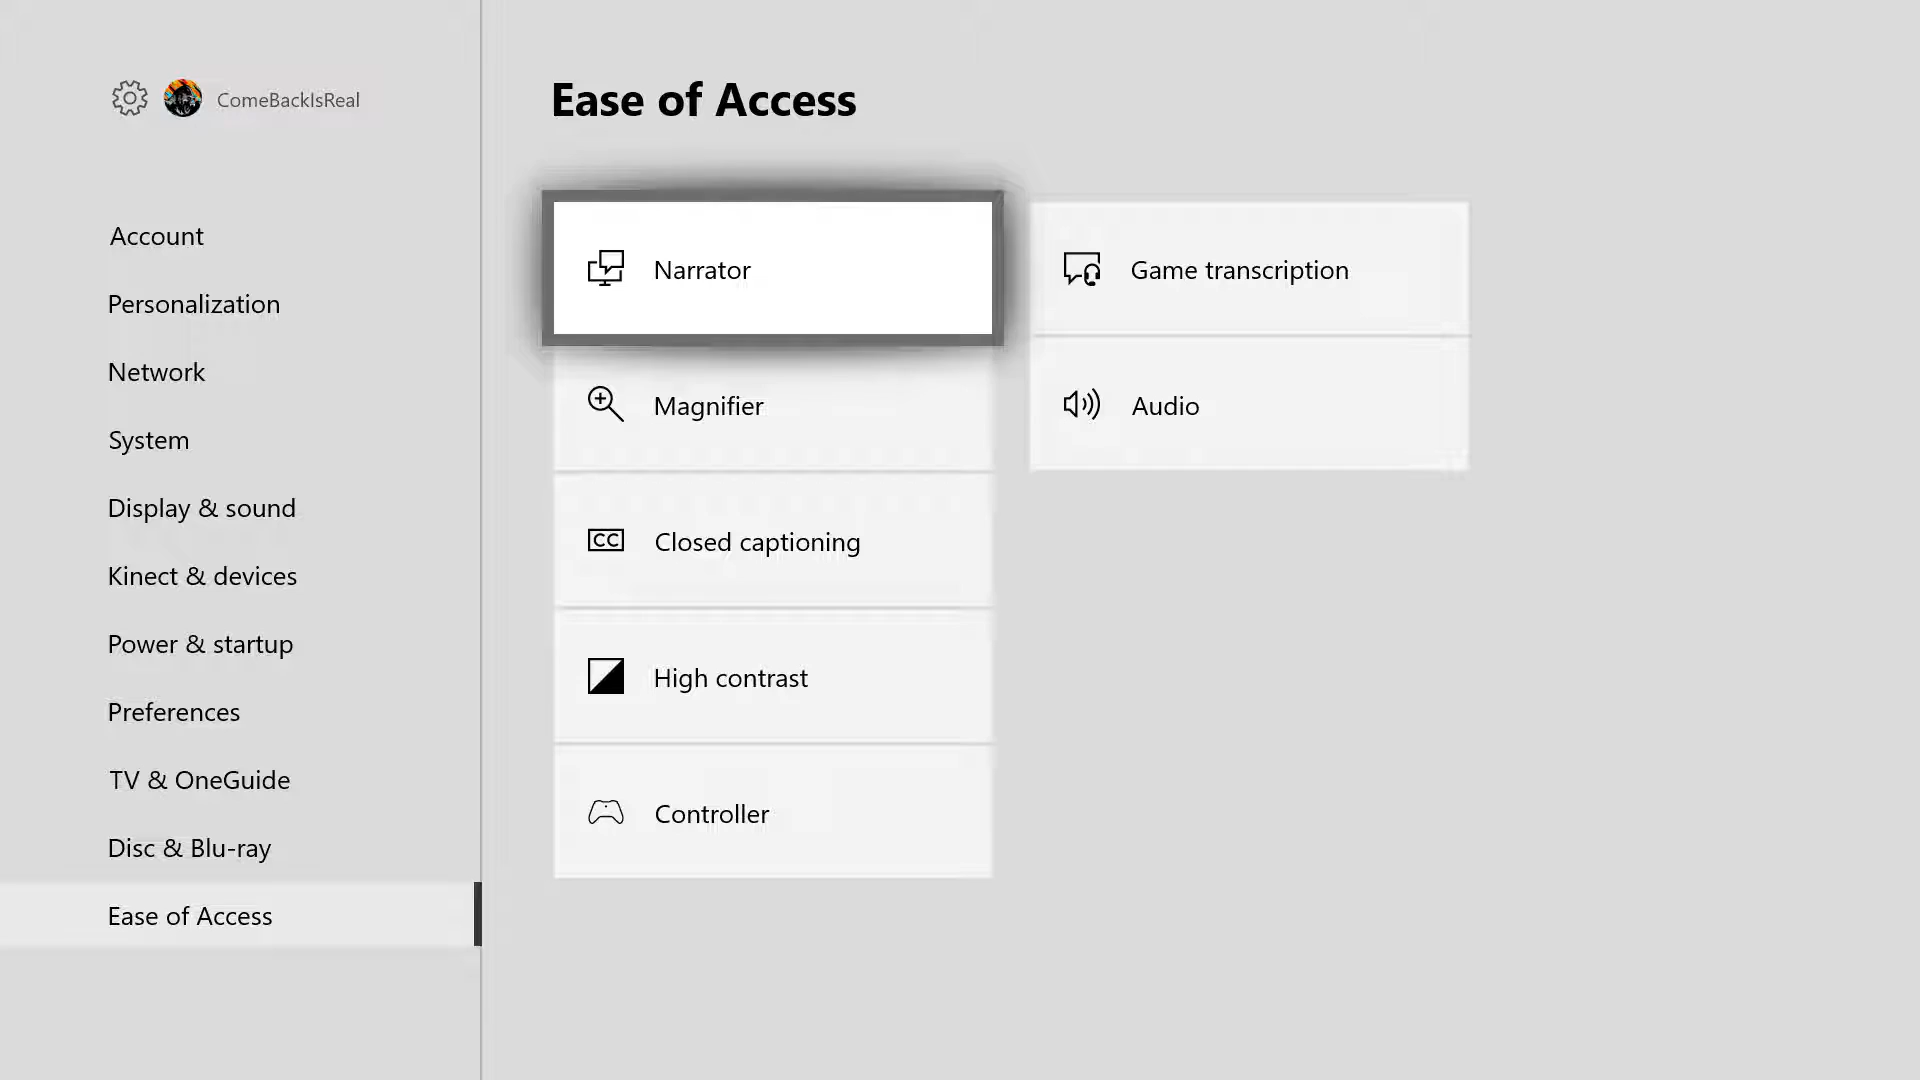 ComeBackIsReal
Account
Personalization
Network
System
Display & sound
Kinect & devices
Power & startup
Preferences
TV & OneGuide
Disc & Blu-ray
Ease of Access
Ease of Access
Narrator
Magnifier
CC Closed captioning
High contrast
Controller
Game transcription
Audio